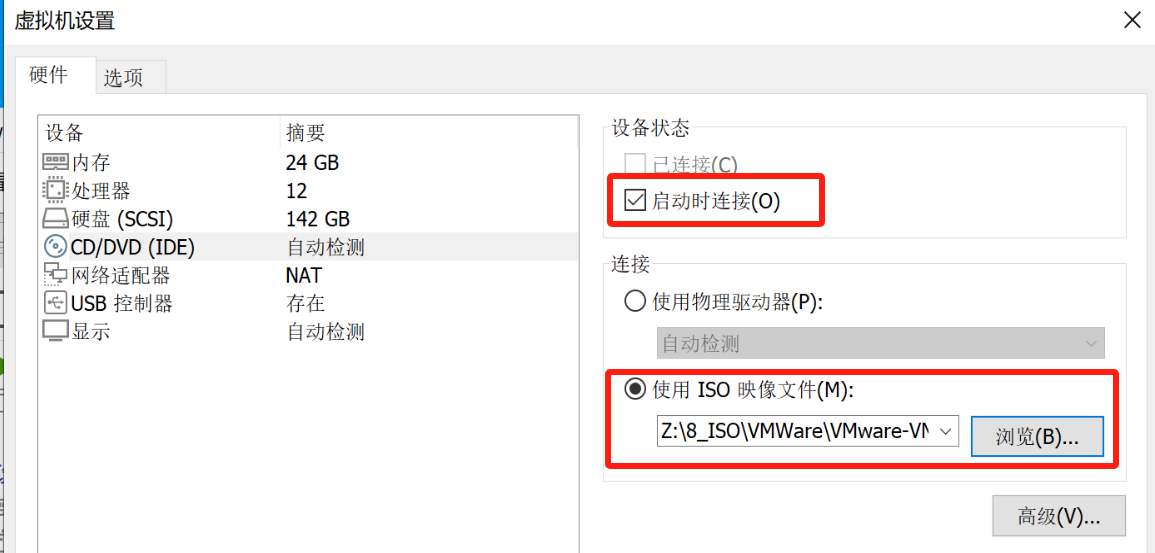 虚拟机设置
硬件 选项
设备 摘要
内存 24 GB
处理器 12
硬盘 (SCSI) 142 GB
CD/DVD (IDE) 自动检测
网络适配器 NAT
USB 控制器 存在
显示 自动检测
设备状态
已连接(C)
启动时连接(O)
连接
使用物理驱动器(P):
自动检测
使用 ISO 映像文件(M):
Z:\8_ISO\VMWare\VMware-VM
浏览(B)...
高级(V)...